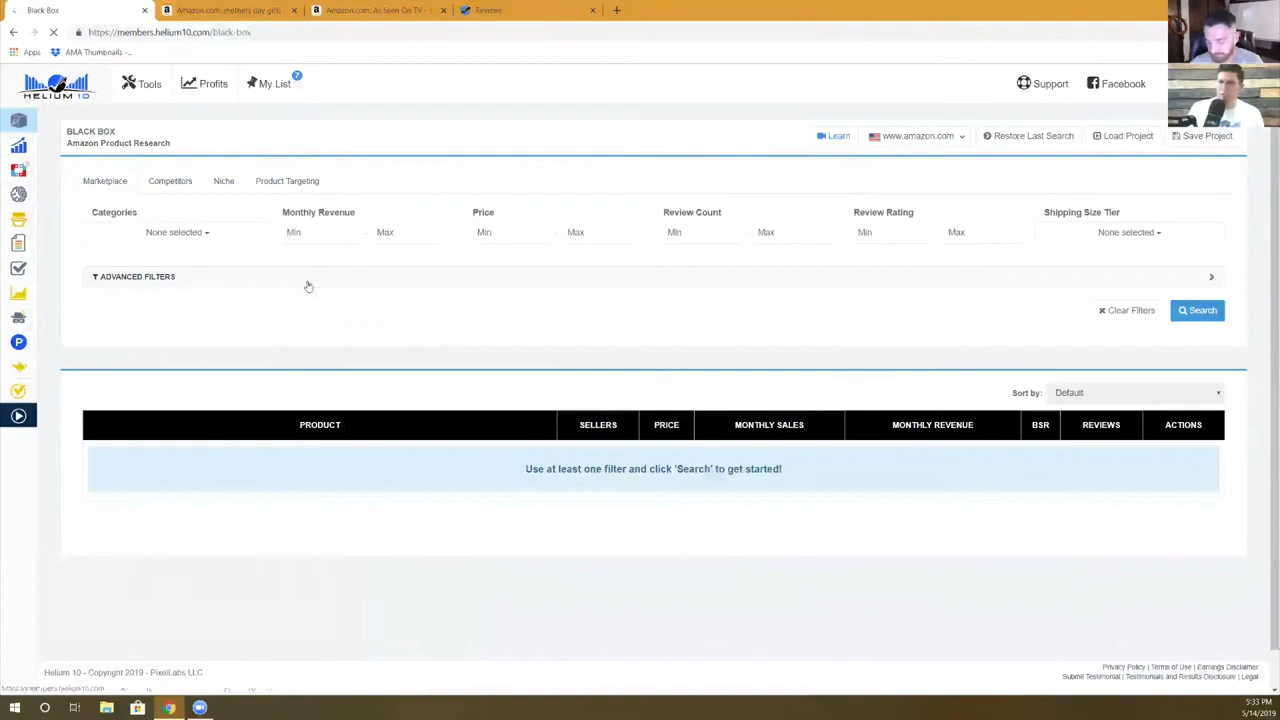 Black Box
Amazon.com: mothers day gifts
Amazon.com: As Seen On TV -
Reviews
https://members.helium10.com/black-box
Apps
AMA Thumbnails -...
HELIUM 10
Tools
Profits
My List
7
Support
Facebook
BLACK BOX
Amazon Product Research
Learn
www.amazon.com
Restore Last Search
Load Project
Save Project
Marketplace
Competitors
Niche
Product Targeting
Categories
Monthly Revenue
Price
Review Count
Review Rating
Shipping Size Tier
None selected
Min - Max
Min - Max
Min - Max
Min - Max
None selected
ADVANCED FILTERS
Clear Filters
Search
Sort by:
Default
PRODUCT
SELLERS
PRICE
MONTHLY SALES
MONTHLY REVENUE
BSR
REVIEWS
ACTIONS
Use at least one filter and click 'Search' to get started!
Helium 10 - Copyright 2019 - PixelLabs LLC
Privacy Policy | Terms of Use | Earnings Disclaimer
Submit Testimonial | Testimonials and Results Disclosure | Legal
5:33 PM
5/14/2019